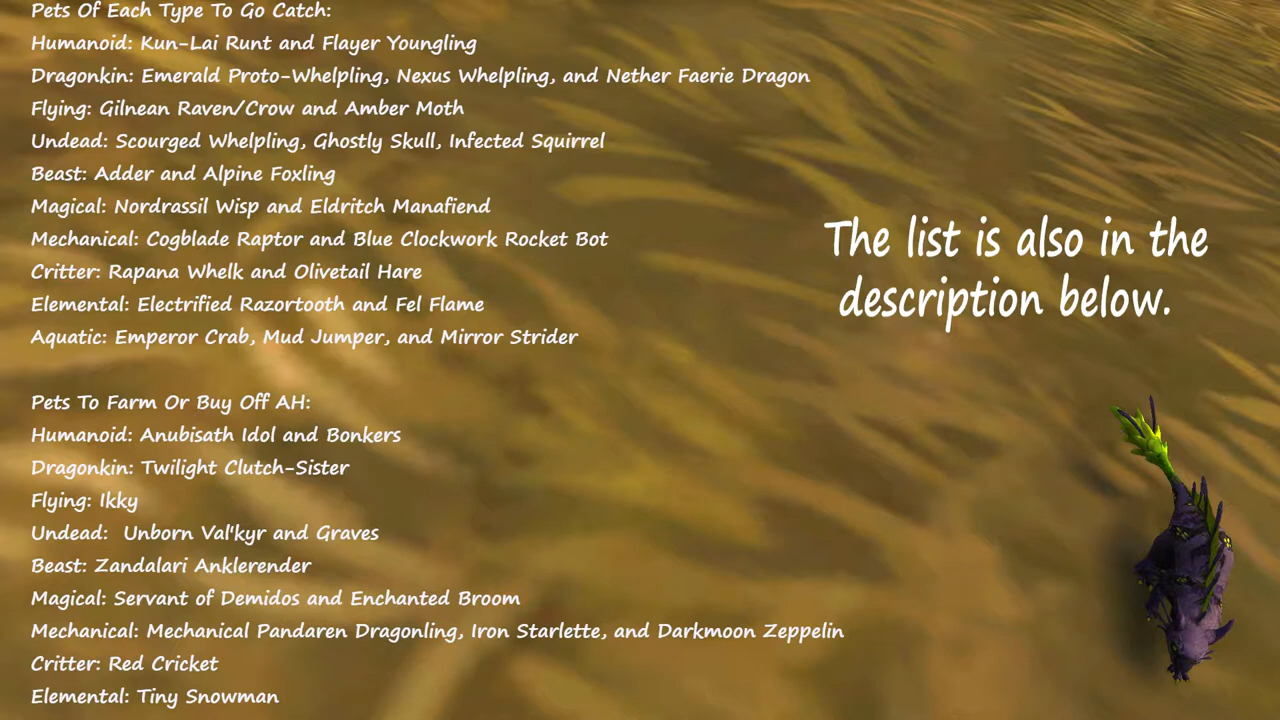 Pets Of Each Type To Go Catch:
Humanoid: Kun-Lai Runt and Flayer Youngling
Dragonkin: Emerald Proto-Whelpling, Nexus Whelpling, and Nether Faerie Dragon
Flying: Gilnean Raven/Crow and Amber Moth
Undead: Scourged Whelpling, Ghostly Skull, Infected Squirrel
Beast: Adder and Alpine Foxling
Magical: Nordrassil Wisp and Eldritch Manafiend
Mechanical: Cogblade Raptor and Blue Clockwork Rocket Bot
Critter: Rapana Whelk and Olivetail Hare
Elemental: Electrified Razortooth and Fel Flame
Aquatic: Emperor Crab, Mud Jumper, and Mirror Strider
Pets To Farm Or Buy Off AH:
Humanoid: Anubisath Idol and Bonkers
Dragonkin: Twilight Clutch-Sister
Flying: Ikky
Undead:  Unborn Val'kyr and Graves
Beast: Zandalari Anklerender
Magical: Servant of Demidos and Enchanted Broom
Mechanical: Mechanical Pandaren Dragonling, Iron Starlette, and Darkmoon Zeppelin
Critter: Red Cricket
Elemental: Tiny Snowman
The list is also in the
description below.